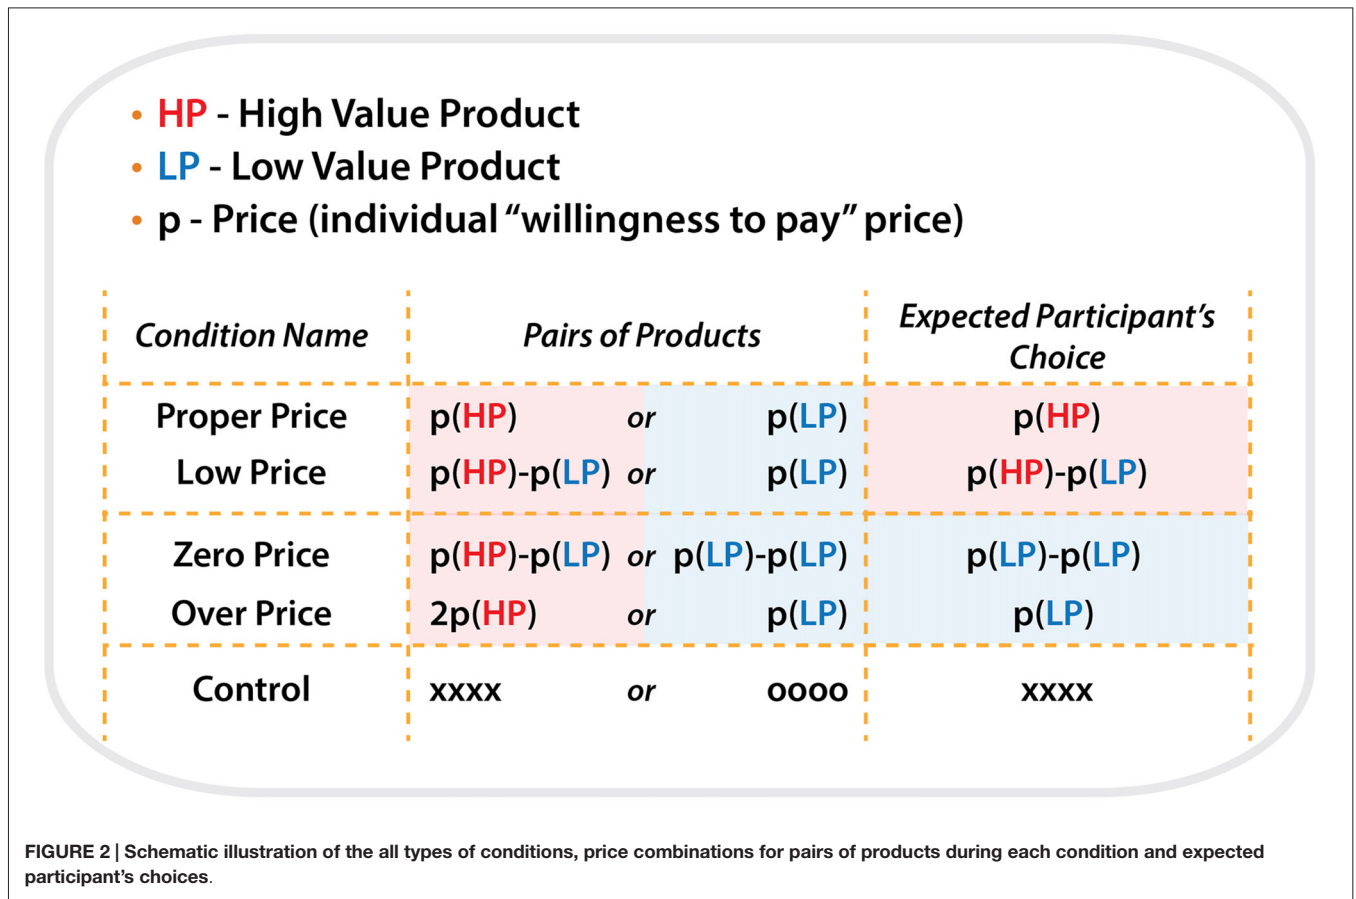 • HP - High Value Product
• LP - Low Value Product
• p - Price (individual “willingness to pay” price)
Condition Name Pairs of Products Expected Participant's Choice
Proper Price p(HP) or p(LP) p(HP)
Low Price p(HP)-p(LP) or p(LP) p(HP)-p(LP)
Zero Price p(HP)-p(LP) or p(LP)-p(LP) p(LP)-p(LP)
Over Price 2p(HP) or p(LP) p(LP)
Control xxxx or oooo xxxx
FIGURE 2 | Schematic illustration of the all types of conditions, price combinations for pairs of products during each condition and expected
participant's choices.